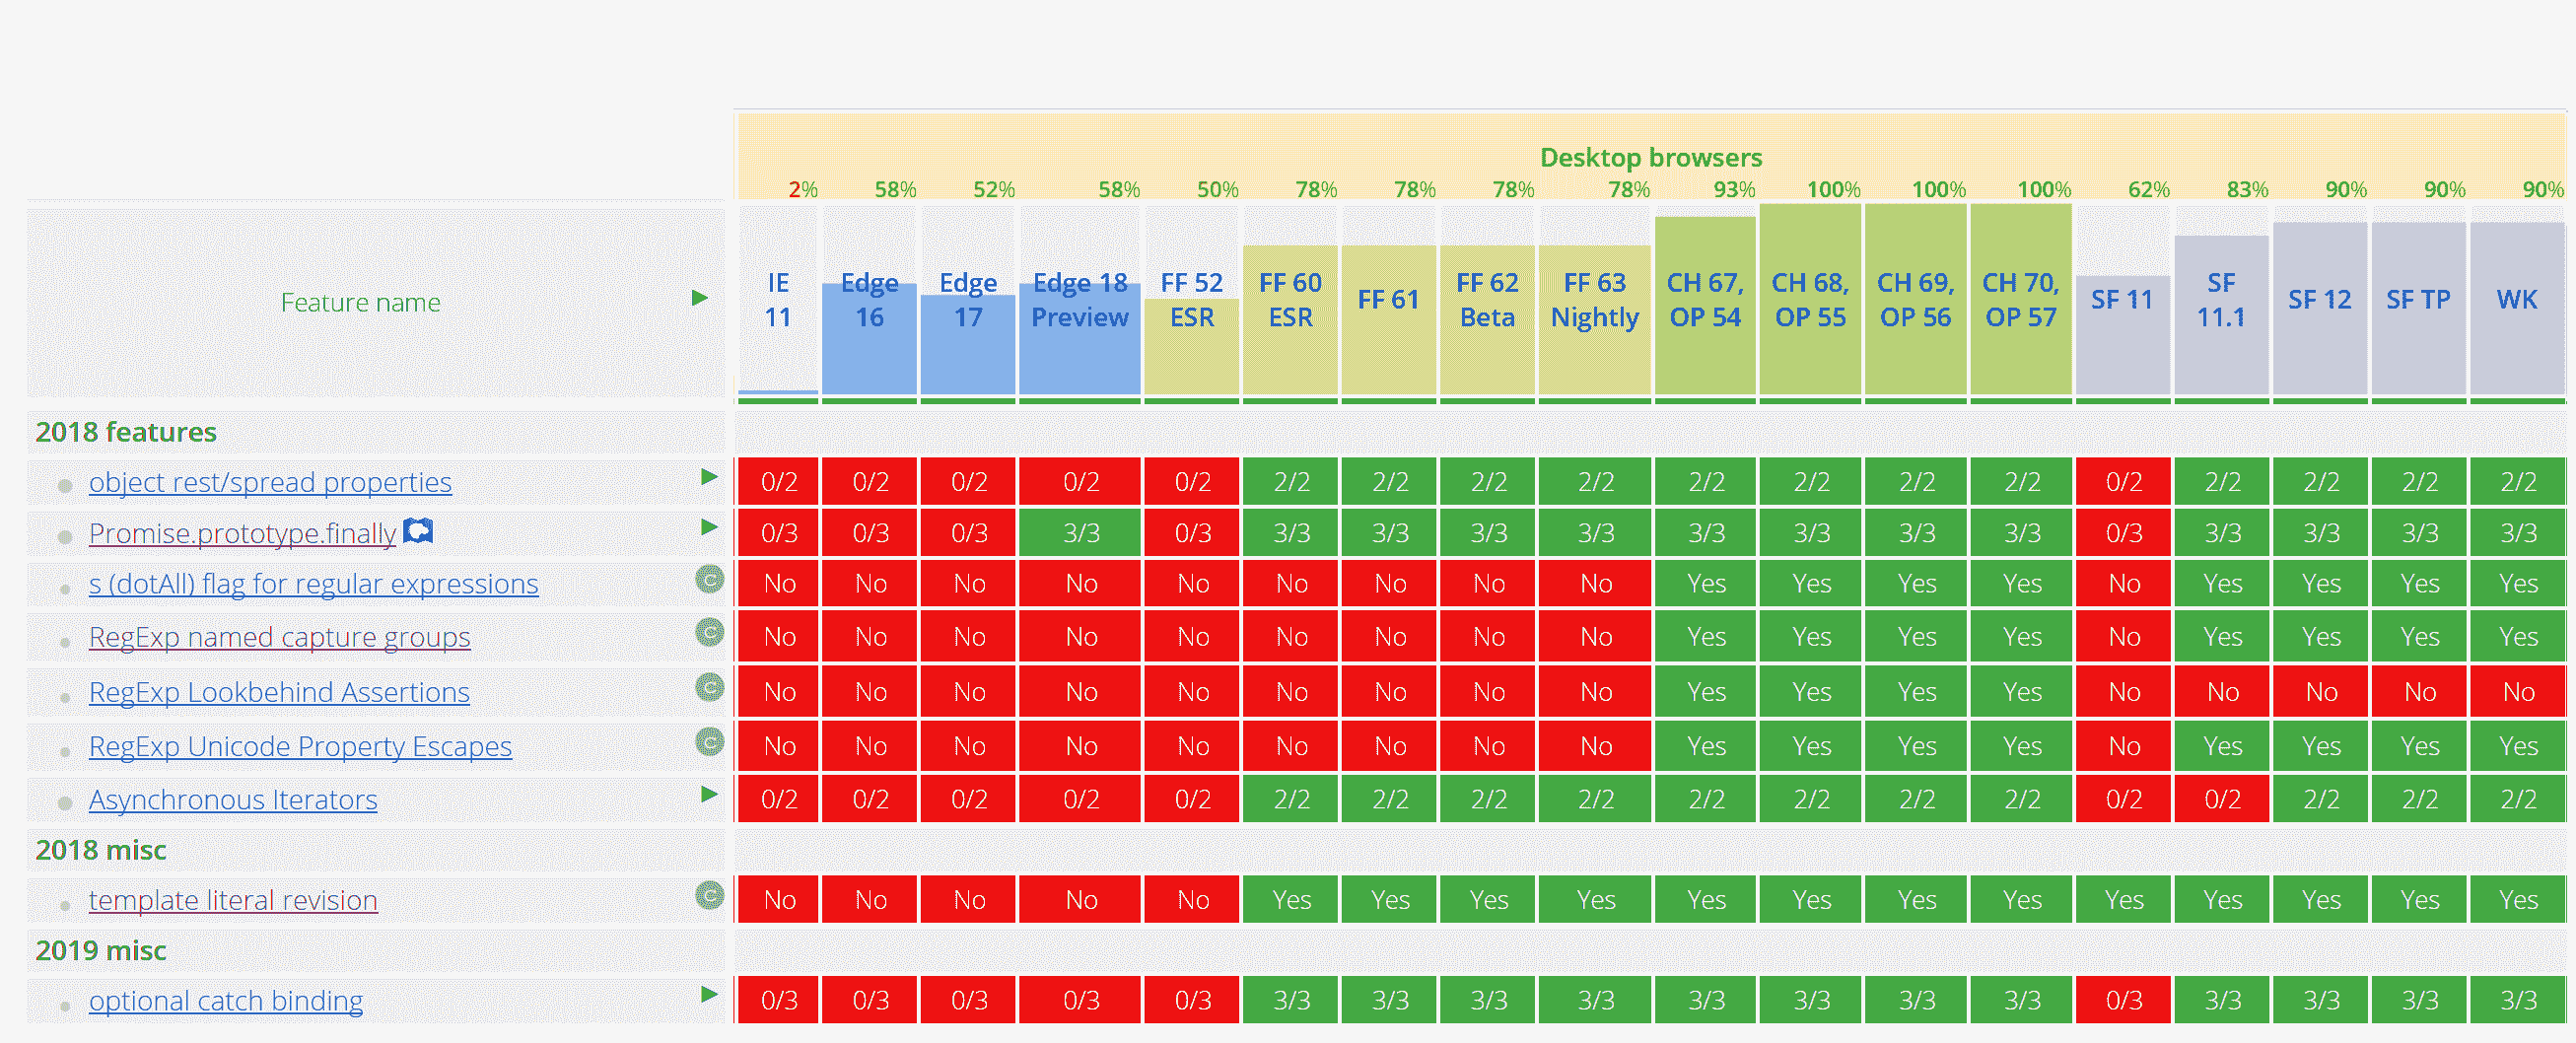 Desktop browsers
2% 58% 52% 58% 50% 78% 78% 78% 78% 93% 100% 100% 100% 62% 83% 90% 90% 90%
Feature name IE 11 Edge 16 Edge 17 Edge 18 Preview FF 52 ESR FF 60 ESR FF 61 FF 62 Beta FF 63 Nightly CH 67, OP 54 CH 68, OP 55 CH 69, OP 56 CH 70, OP 57 SF 11 SF 11.1 SF 12 SF TP WK
2018 features
object rest/spread properties 0/2 0/2 0/2 0/2 0/2 2/2 2/2 2/2 2/2 2/2 2/2 2/2 2/2 0/2 2/2 2/2 2/2 2/2
Promise.prototype.finally 0/3 0/3 0/3 3/3 0/3 3/3 3/3 3/3 3/3 3/3 3/3 3/3 3/3 0/3 3/3 3/3 3/3 3/3
s (dotAll) flag for regular expressions C No No No No No No No No No Yes Yes Yes Yes No Yes Yes Yes Yes
RegExp named capture groups C No No No No No No No No No Yes Yes Yes Yes No Yes Yes Yes Yes
RegExp Lookbehind Assertions C No No No No No No No No No Yes Yes Yes Yes No No No No No
RegExp Unicode Property Escapes C No No No No No No No No No Yes Yes Yes Yes No Yes Yes Yes Yes
Asynchronous Iterators 0/2 0/2 0/2 0/2 0/2 2/2 2/2 2/2 2/2 2/2 2/2 2/2 2/2 0/2 0/2 2/2 2/2 2/2
2018 misc
template literal revision C No No No No No Yes Yes Yes Yes Yes Yes Yes Yes Yes Yes Yes Yes Yes
2019 misc
optional catch binding 0/3 0/3 0/3 0/3 0/3 3/3 3/3 3/3 3/3 3/3 3/3 3/3 3/3 0/3 3/3 3/3 3/3 3/3